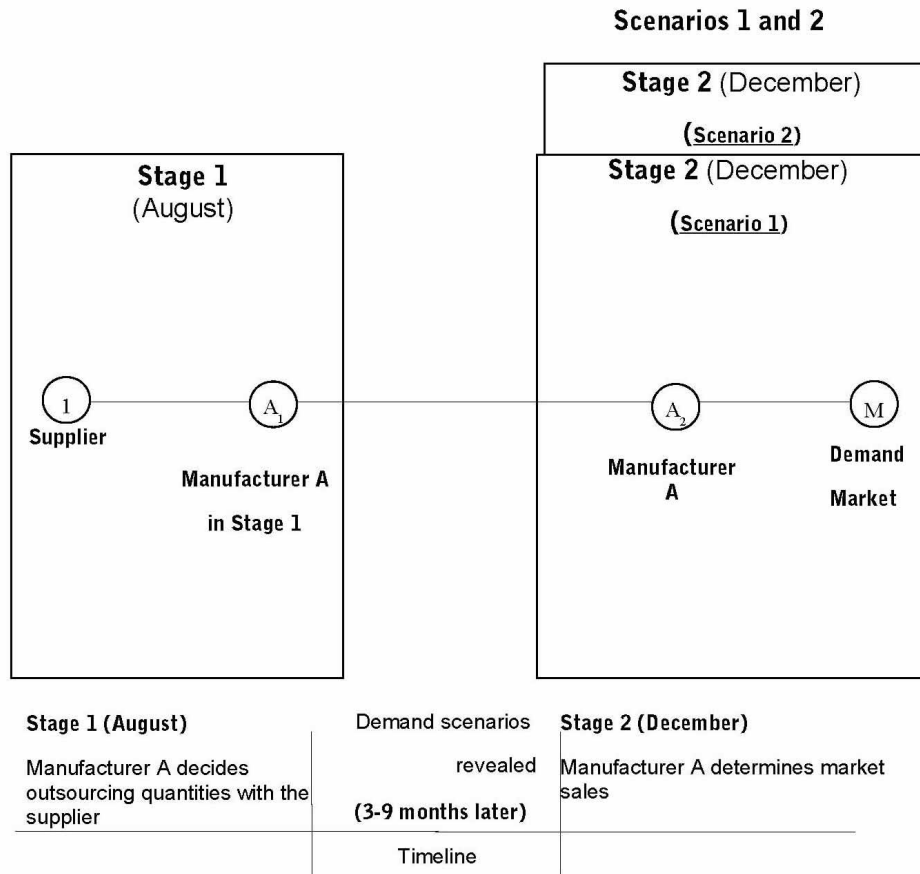 Scenarios 1 and 2
Stage 2 (December)
(Scenario 2)
Stage 1
(August)
Stage 2 (December)
(Scenario 1)
1
Supplier
A1
Manufacturer A
in Stage 1
A2
Manufacturer
A
M
Demand
Market
Stage 1 (August)
Manufacturer A decides
outsourcing quantities with the
supplier
Demand scenarios
revealed
(3-9 months later)
Stage 2 (December)
Manufacturer A determines market
sales
Timeline